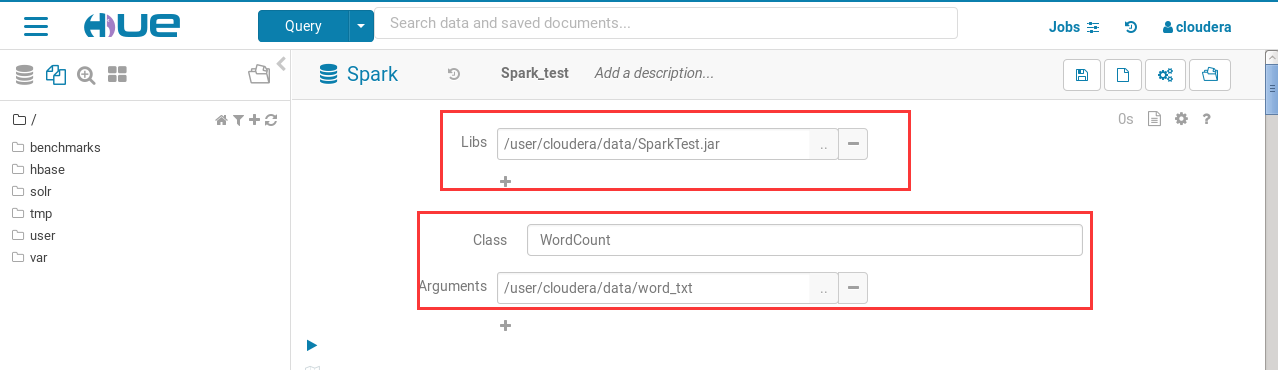 HUE
Query
Search data and saved documents...
Jobs
cloudera
Spark
Spark_test
Add a description...
/
benchmarks
hbase
solr
tmp
user
var
0s
?
Libs
/user/cloudera/data/SparkTest.jar
..
Class
WordCount
Arguments
/user/cloudera/data/word_txt
..